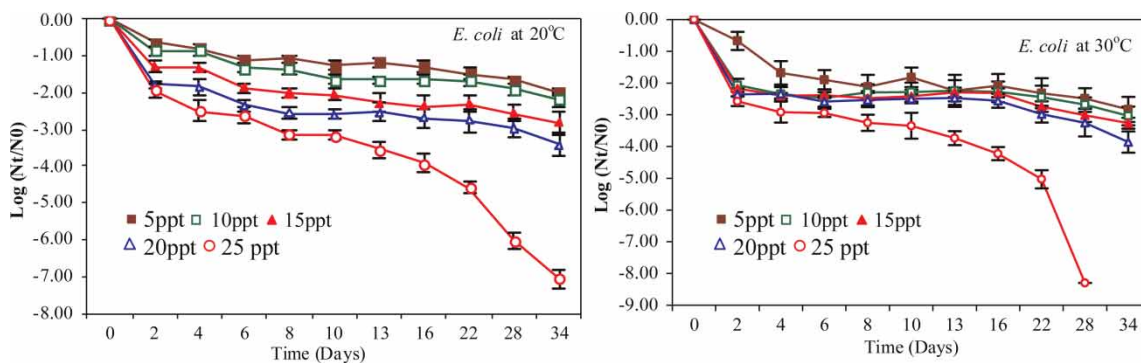 0.00
-1.00
-2.00
-3.00
-4.00
-5.00
-6.00
-7.00
-8.00
Log (Nt/N0)
E. coli at 20°C
5ppt 10ppt 15ppt
20ppt 25 ppt
0 2 4 6 8 10 13 16 22 28 34
Time (Days)
0.00
-1.00
-2.00
-3.00
-4.00
-5.00
-6.00
-7.00
-8.00
-9.00
Log (Nt/N0)
E. coli at 30°C
5ppt 10ppt 15ppt
20ppt 25 ppt
0 2 4 6 8 10 13 16 22 28 34
Time (Days)